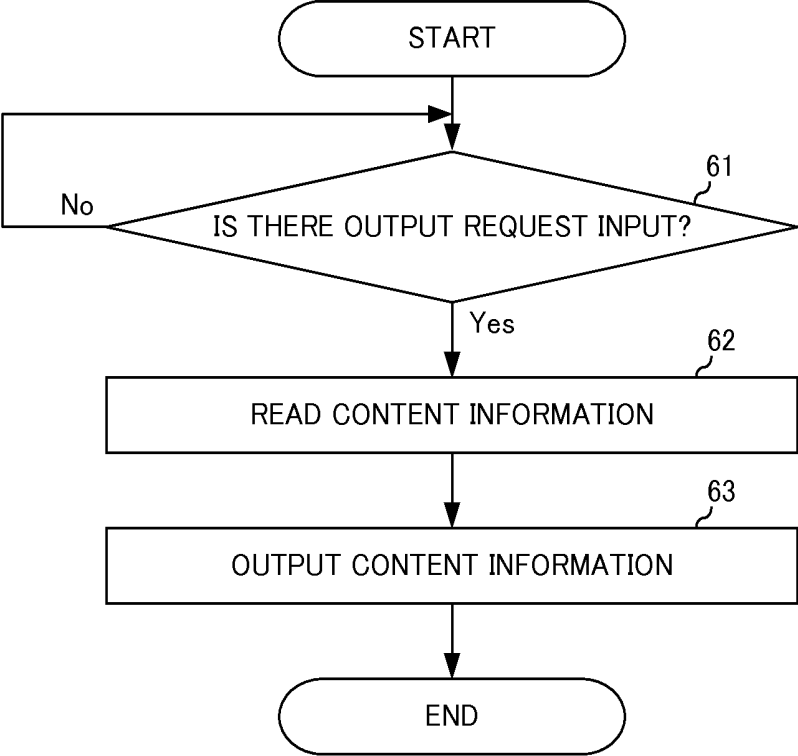 START
61
No
IS THERE OUTPUT REQUEST INPUT?
Yes
62
READ CONTENT INFORMATION
63
OUTPUT CONTENT INFORMATION
END